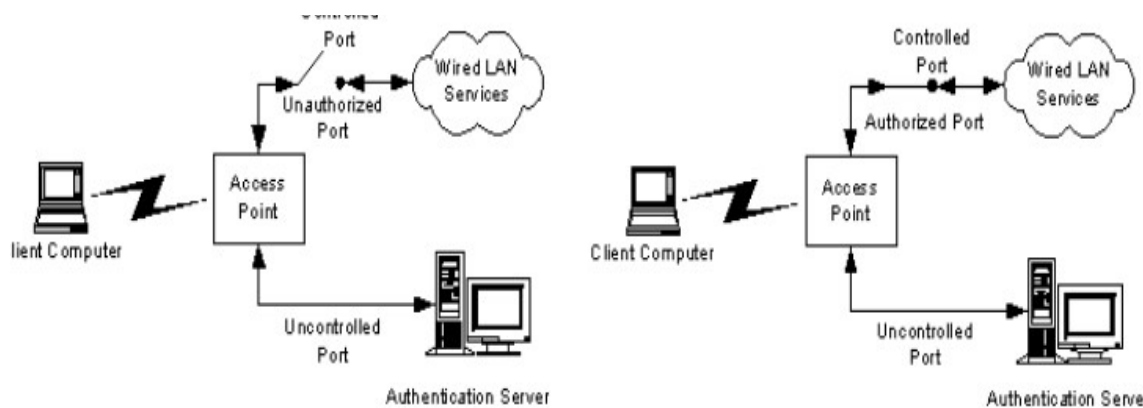 Controlled
Port
Wired LAN
Services
Unauthorized
Port
Access
Point
lient Computer
Uncontrolled
Port
Authentication Server
Controlled
Port
Wired LAN
Services
Authorized Port
Access
Point
Client Computer
Uncontrolled
Port
Authentication Serve